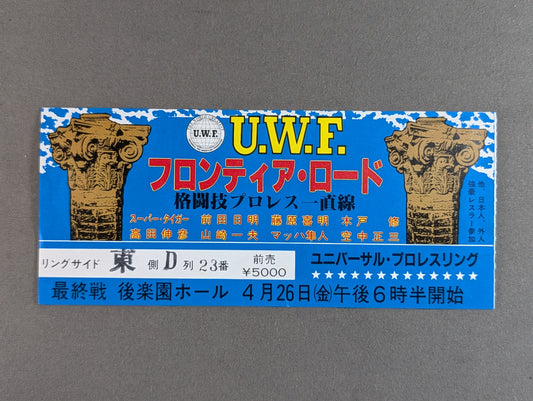 U.W.F.
U.W.F.
フロンティア・ロード
格闘技プロレス一直線
スーパー・タイガー 前田日明 藤原喜明 木戸 修
高田伸彦 山崎一夫 マッハ隼人 空中正三
他、日本人、外人
強豪レスラー参加
リングサイド 東 側 D 列 23番 前売 ¥5000
ユニバーサル・プロレスリング
★★★★★★★★★★★★★★★
最終戦 後楽園ホール 4月26日(金)午後6時半開始